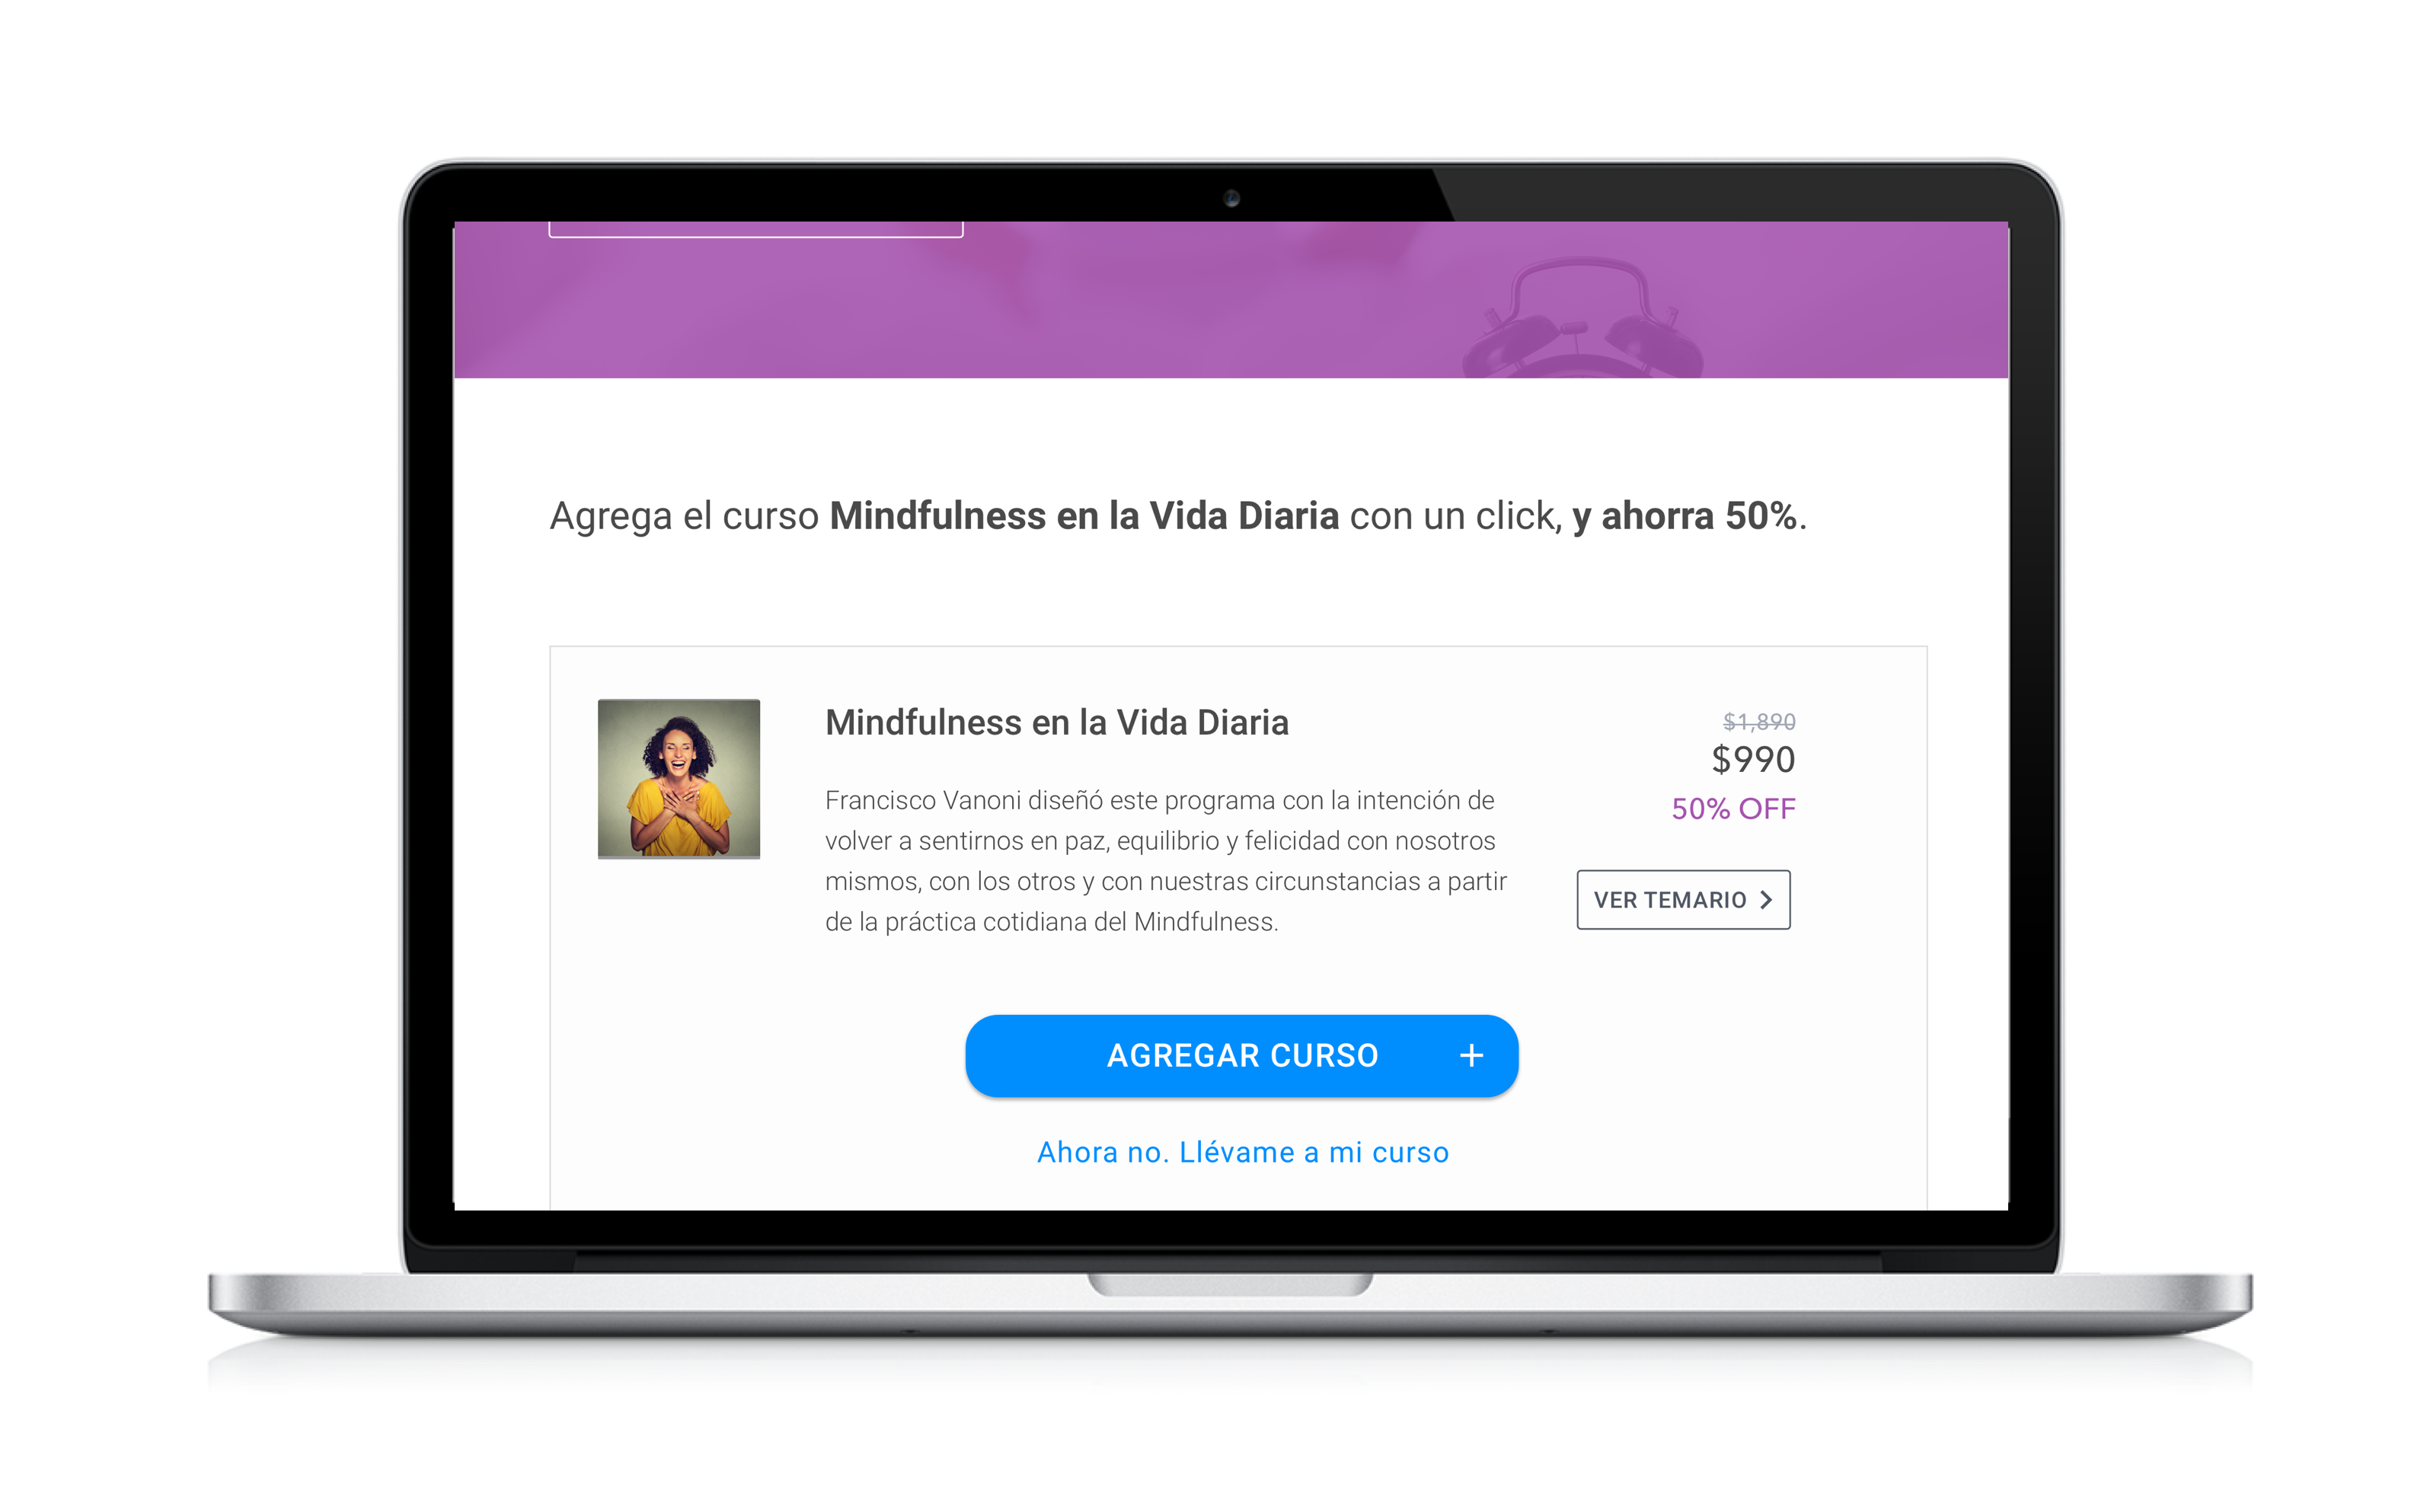 Agrega el curso Mindfulness en la Vida Diaria con un click, y ahorra 50%.
Mindfulness en la Vida Diaria
Francisco Vanoni diseñó este programa con la intención de
volver a sentirnos en paz, equilibrio y felicidad con nosotros
mismos, con los otros y con nuestras circunstancias a partir
de la práctica cotidiana del Mindfulness.
$1,890
$990
50% OFF
VER TEMARIO
AGREGAR CURSO +
Ahora no. Llévame a mi curso